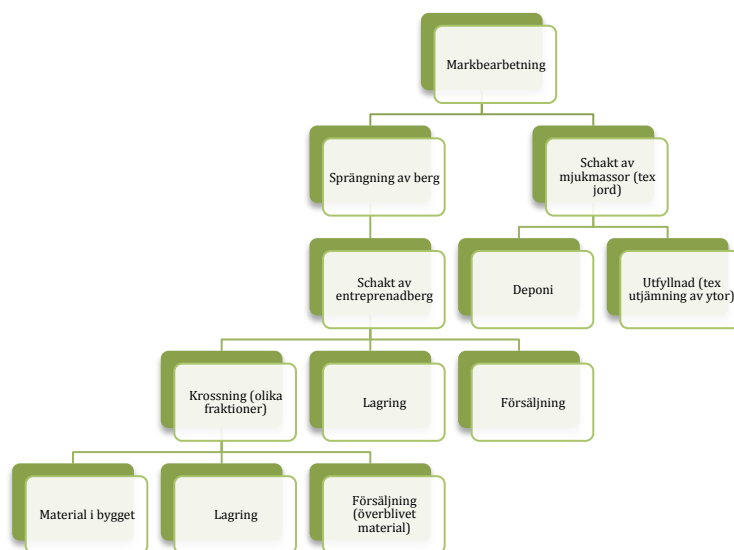 Markbearbetning
Sprängning av berg
Schakt av
mjukmassor (tex
jord)
Schakt av
entreprenadberg
Deponi
Utfyllnad (tex
utjämning av ytor)
Krossning (olika
fraktioner)
Lagring
Försäljning
Material i bygget
Lagring
Försäljning
(överblivet
material)